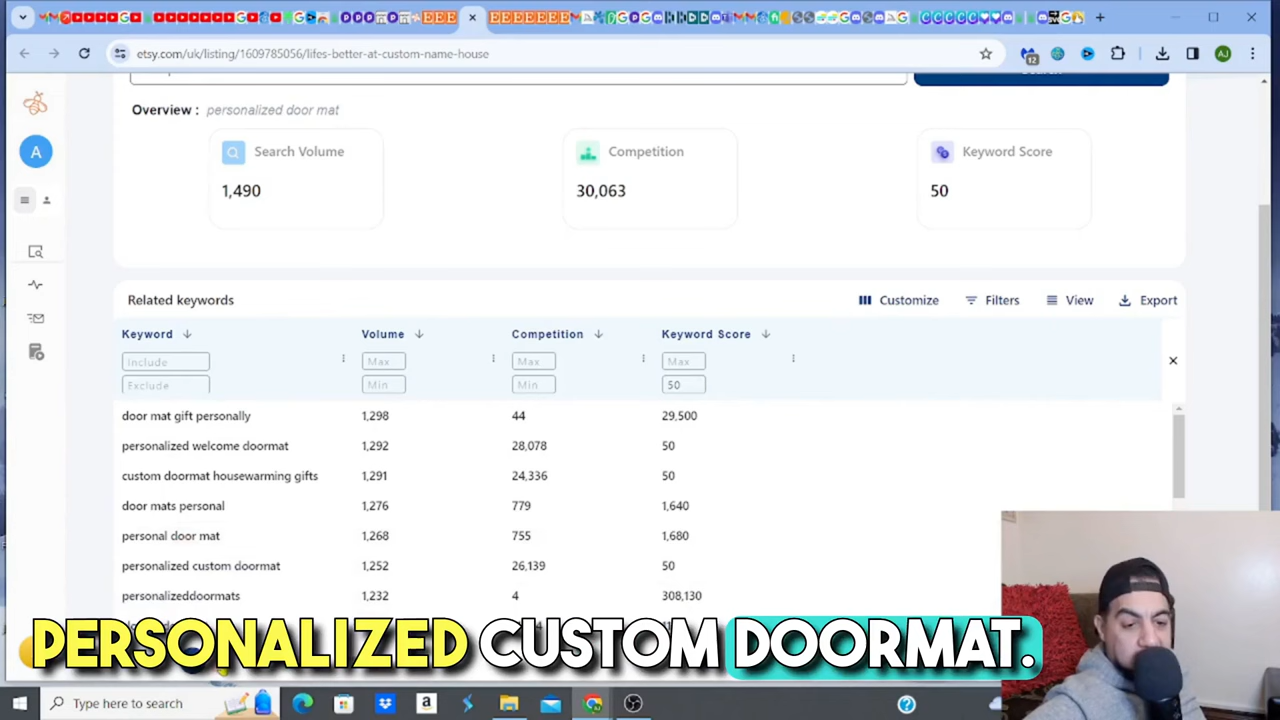 etsy.com/uk/listing/1609785056/lifes-better-at-custom-name-house
12
AJ
Overview : personalized door mat
A
Search Volume
1,490
Competition
30,063
Keyword Score
50
Related keywords
Customize
Filters
View
Export
Keyword Volume Competition Keyword Score
Include Max Max Max
Exclude Min Min 50
door mat gift personally 1,298 44 29,500
personalized welcome doormat 1,292 28,078 50
custom doormat housewarming gifts 1,291 24,336 50
door mats personal 1,276 779 1,640
personal door mat 1,268 755 1,680
personalized custom doormat 1,252 26,139 50
personalizeddoormats 1,232 4 308,130
PERSONALIZED CUSTOM DOORMAT.
Type here to search